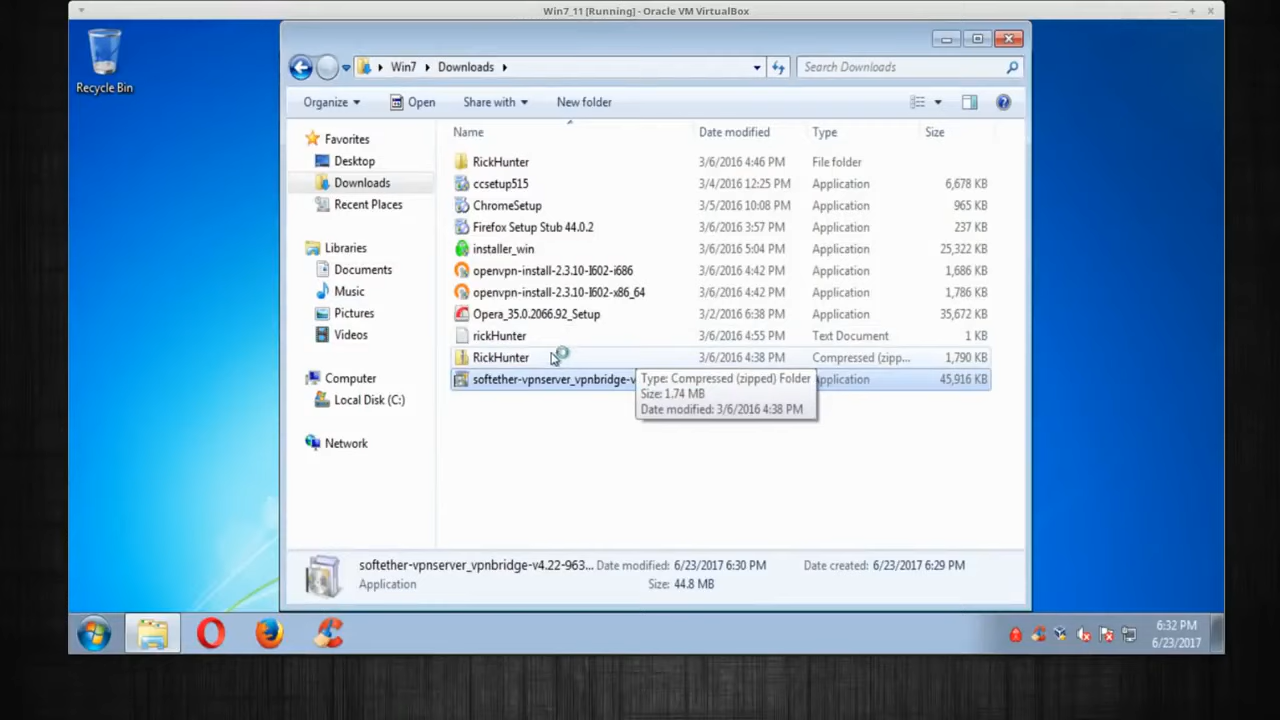 Win7_11 [Running] - Oracle VM VirtualBox
Recycle Bin
Win7 Downloads
Search Downloads
Organize Open Share with New folder
Name Date modified Type Size
Favorites
Desktop
Downloads
Recent Places
Libraries
Documents
Music
Pictures
Videos
Computer
Local Disk (C:)
Network
RickHunter 3/6/2016 4:46 PM File folder
ccsetup515 3/4/2016 12:25 PM Application 6,678 KB
ChromeSetup 3/5/2016 10:08 PM Application 965 KB
Firefox Setup Stub 44.0.2 3/6/2016 3:57 PM Application 237 KB
installer_win 3/6/2016 5:04 PM Application 25,322 KB
openvpn-install-2.3.10-I602-i686 3/6/2016 4:42 PM Application 1,686 KB
openvpn-install-2.3.10-I602-x86_64 3/6/2016 4:42 PM Application 1,786 KB
Opera_35.0.2066.92_Setup 3/2/2016 6:38 PM Application 35,672 KB
rickHunter 3/6/2016 4:55 PM Text Document 1 KB
RickHunter 3/6/2016 4:38 PM Compressed (zipp... 1,790 KB
softether-vpnserver_vpnbridge-v Application 45,916 KB
Type: Compressed (zipped) Folder
Size: 1.74 MB
Date modified: 3/6/2016 4:38 PM
softether-vpnserver_vpnbridge-v4.22-963... Date modified: 6/23/2017 6:30 PM Date created: 6/23/2017 6:29 PM
Application Size: 44.8 MB
6:32 PM
6/23/2017